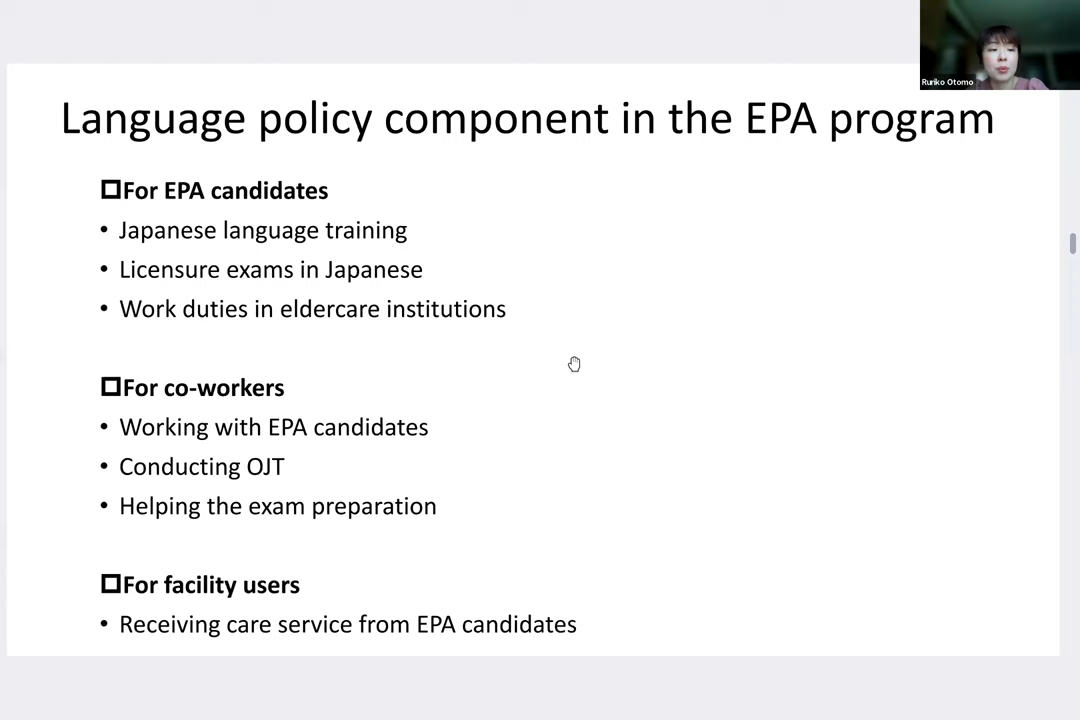 Ruriko Otomo
Language policy component in the EPA program
☐For EPA candidates
• Japanese language training
• Licensure exams in Japanese
• Work duties in eldercare institutions
☐For co-workers
• Working with EPA candidates
• Conducting OJT
• Helping the exam preparation
☐For facility users
• Receiving care service from EPA candidates